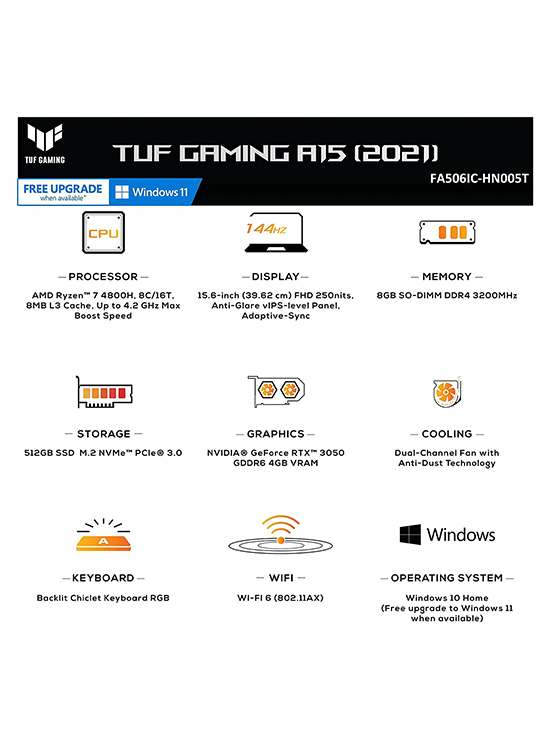 TUF GAMING
TUF GAMING A15 (2021)
FA506IC-HN005T
FREE UPGRADE
when available*
Windows 11
CPU
144HZ
— PROCESSOR —
— DISPLAY —
— MEMORY —
AMD Ryzen™ 7 4800H, 8C/16T,
8MB L3 Cache, Up to 4.2 GHz Max
Boost Speed
15.6-inch (39.62 cm) FHD 250nits,
Anti-Glare vIPS-level Panel,
Adaptive-Sync
8GB SO-DIMM DDR4 3200MHz
— STORAGE —
— GRAPHICS —
— COOLING —
512GB SSD M.2 NVMe™ PCIe® 3.0
NVIDIA® GeForce RTX™ 3050
GDDR6 4GB VRAM
Dual-Channel Fan with
Anti-Dust Technology
A
Windows
— KEYBOARD —
— WIFI —
— OPERATING SYSTEM —
Backlit Chiclet Keyboard RGB
WI-FI 6 (802.11AX)
Windows 10 Home
(Free upgrade to Windows 11
when available)